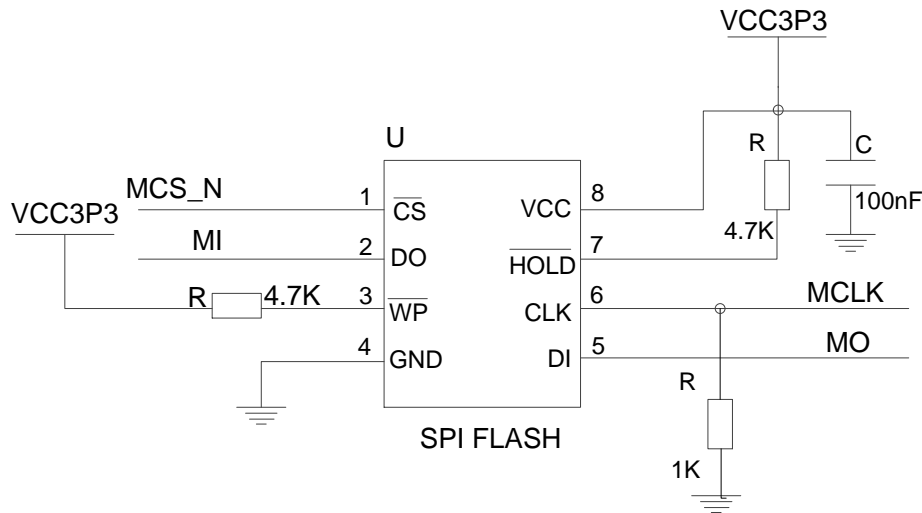 VCC3P3
U
R
C
MCS_N
1
CS
VCC
8
100nF
VCC3P3
MI
2
DO
HOLD
7
4.7K
R
4.7K
3
WP
CLK
6
MCLK
4
GND
DI
5
MO
R
SPI FLASH
1K